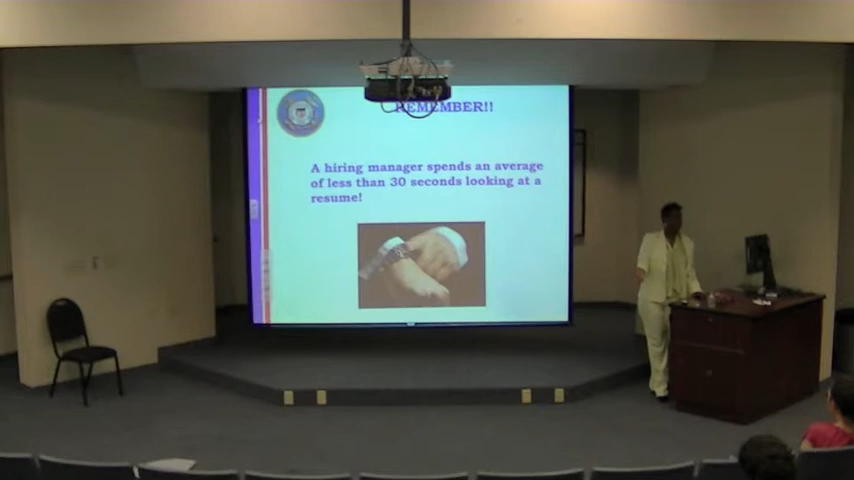 REMEMBER!!
A hiring manager spends an average
of less than 30 seconds looking at a
resume!